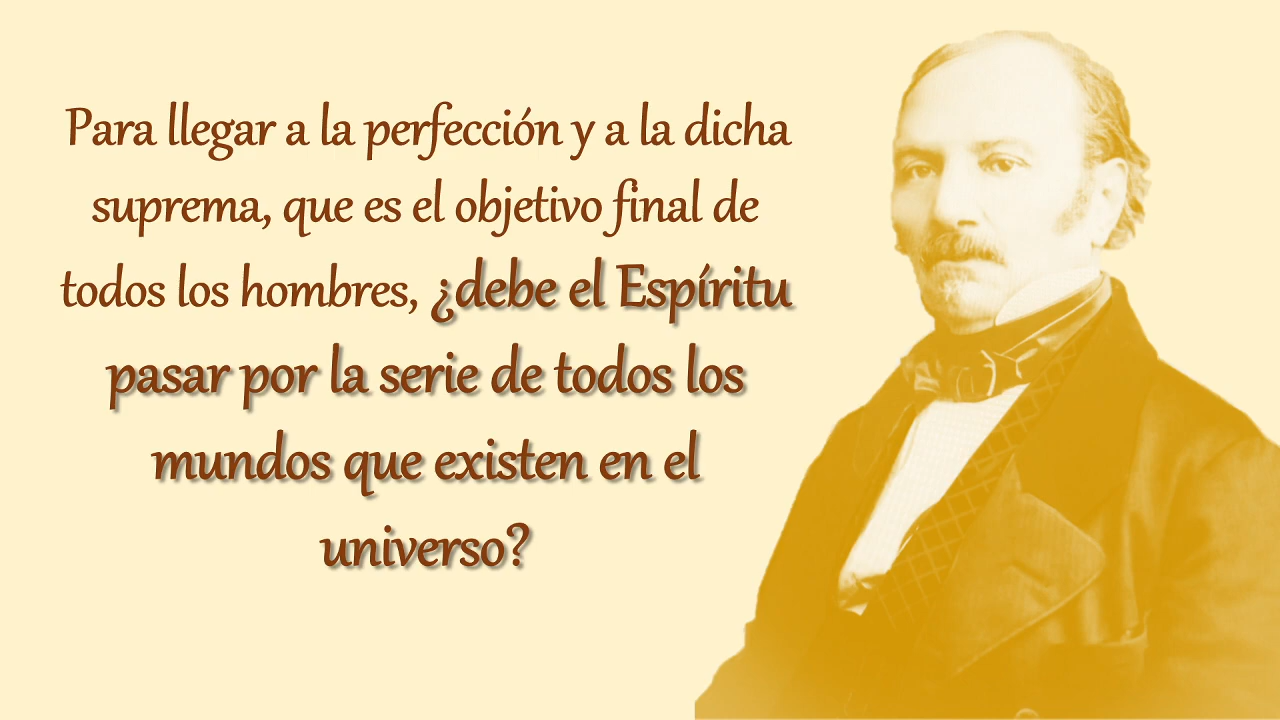 Para llegar a la perfección y a la dicha
suprema, que es el objetivo final de
todos los hombres, ¿debe el Espíritu
pasar por la serie de todos los
mundos que existen en el
universo?